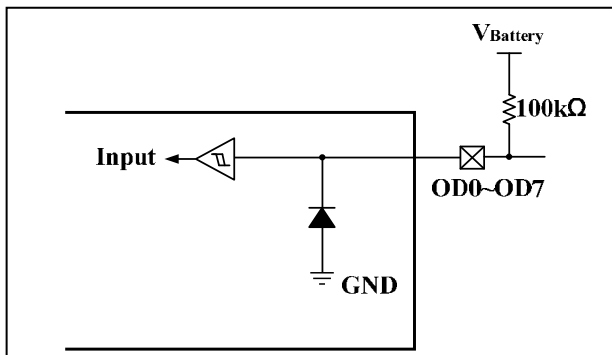 VBattery
100kΩ
Input
OD0~OD7
GND